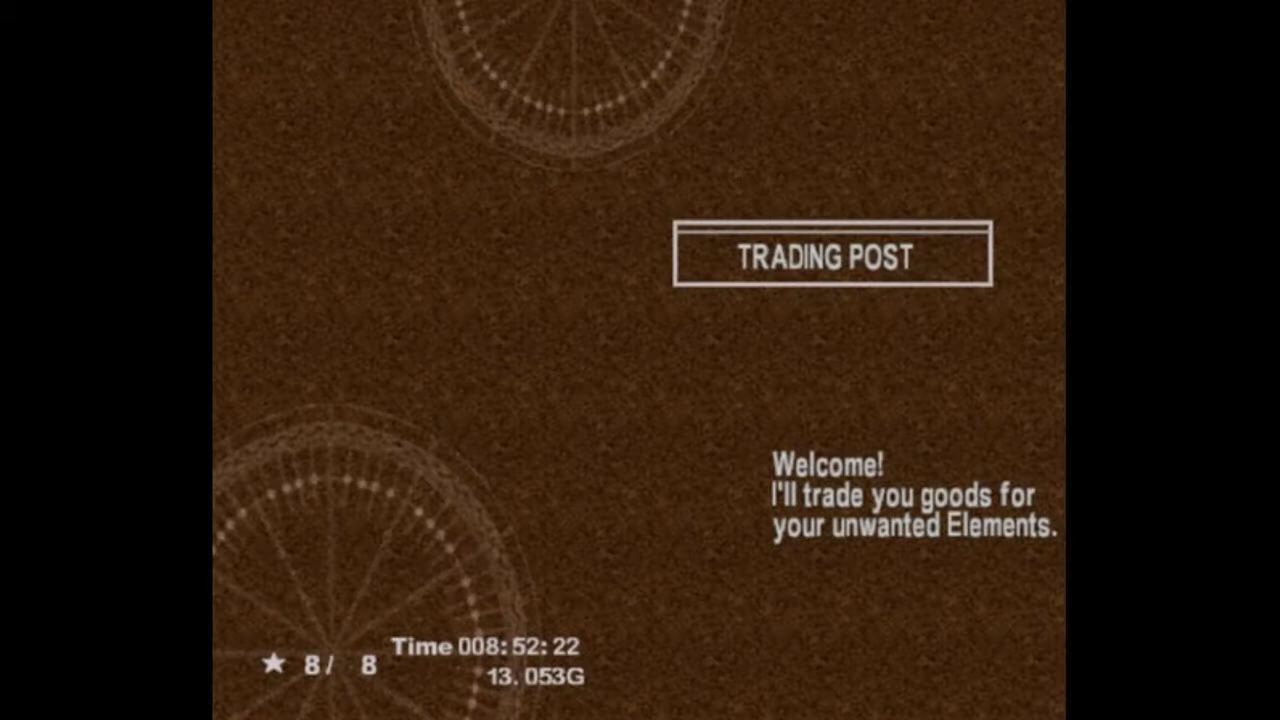 TRADING POST
Welcome!
I'll trade you goods for
your unwanted Elements.
Time 008:52:22
★ 8/ 8
13.053G